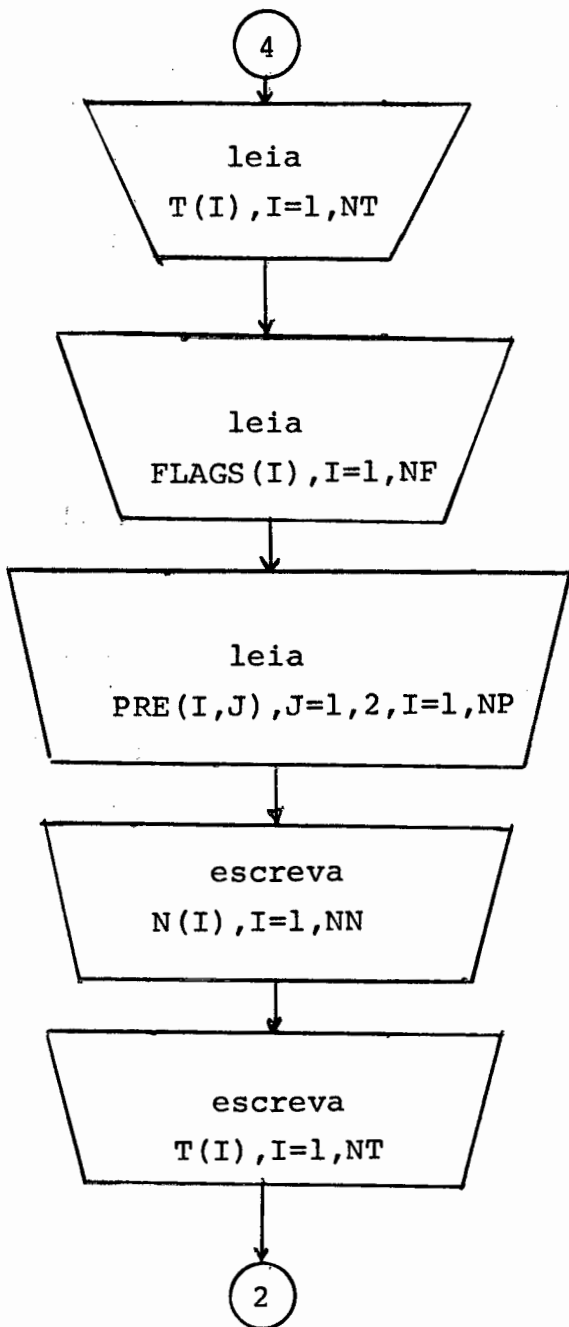 4
leia
T(I),I=1,NT
leia
FLAGS(I),I=1,NF
leia
PRE(I,J),J=1,2,I=1,NP
escreva
N(I),I=1,NN
escreva
T(I),I=1,NT
2